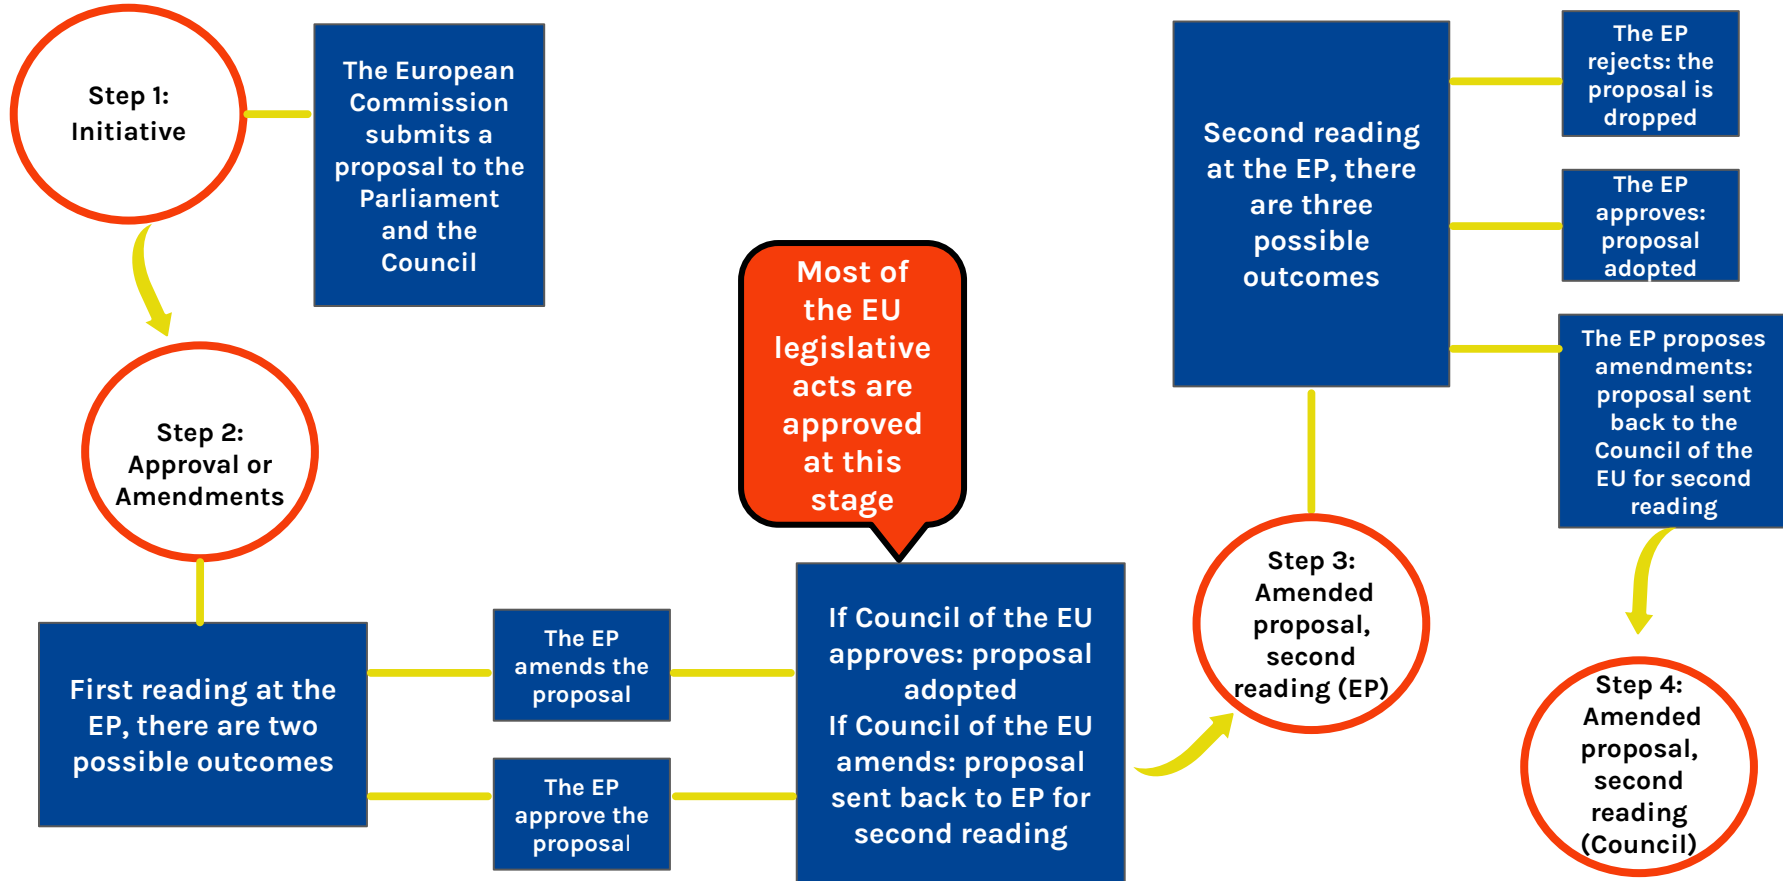 Step 1:
Initiative
The European
Commission
submits a
proposal to the
Parliament
and the
Council
Step 2:
Approval or
Amendments
First reading at the
EP, there are two
possible outcomes
The EP
amends the
proposal
The EP
approve the
proposal
Most of
the EU
legislative
acts are
approved
at this
stage
If Council of the EU
approves: proposal
adopted
If Council of the EU
amends: proposal
sent back to EP for
second reading
Step 3:
Amended
proposal,
second
reading (EP)
Second reading
at the EP, there
are three
possible
outcomes
The EP
rejects: the
proposal is
dropped
The EP
approves:
proposal
adopted
The EP proposes
amendments:
proposal sent
back to the
Council of the
EU for second
reading
Step 4:
Amended
proposal,
second
reading
(Council)